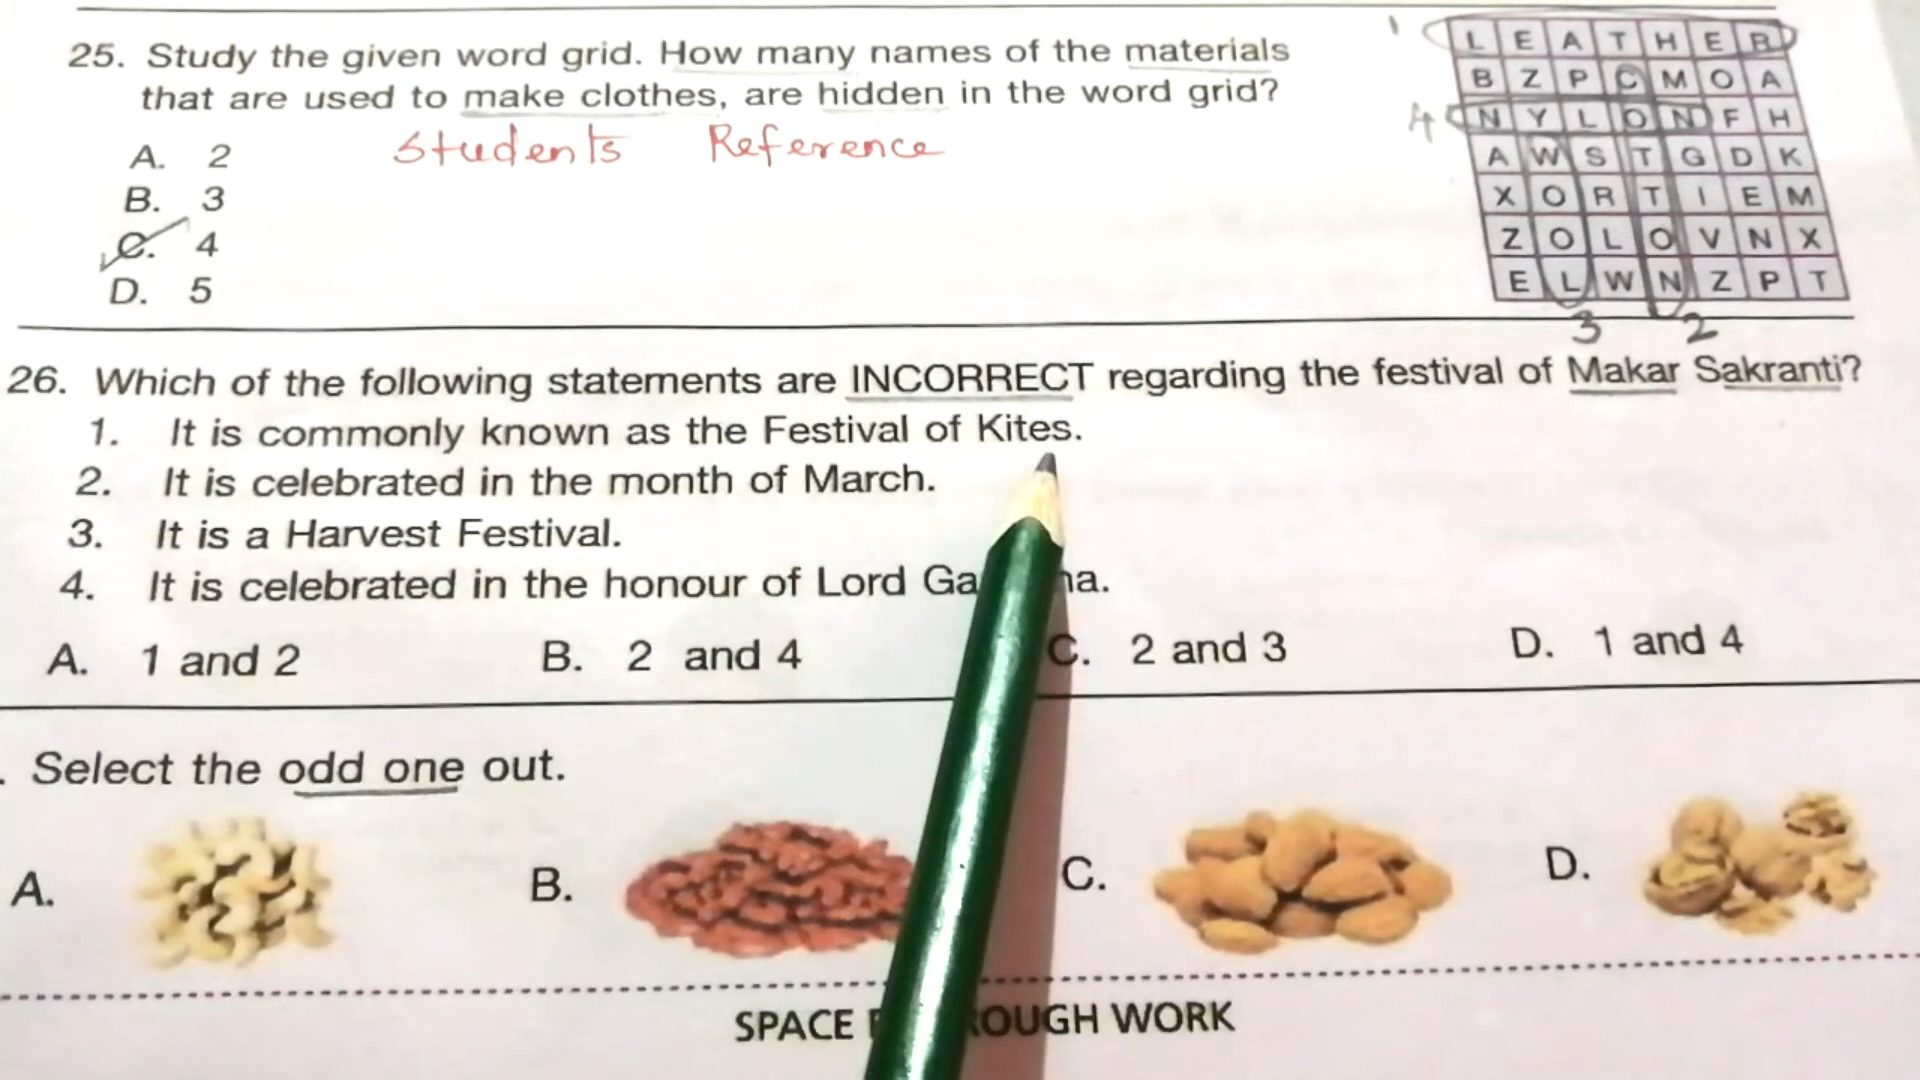 25. Study the given word grid. How many names of the materials
that are used to make clothes, are hidden in the word grid?
Students Reference
A. 2
B. 3
C. 4
D. 5
1
L E A T H E R
B Z P C M O A
4
N Y L O N F H
A W S T G D K
X O R T I E M
Z O L O V N X
E L W N Z P T
3 2
26. Which of the following statements are INCORRECT regarding the festival of Makar Sakranti?
1. It is commonly known as the Festival of Kites.
2. It is celebrated in the month of March.
3. It is a Harvest Festival.
4. It is celebrated in the honour of Lord
A. 1 and 2 B. 2 and 4 C. 2 and 3 D. 1 and 4
. Select the odd one out.
A. B. C. D.
SPACE WORK